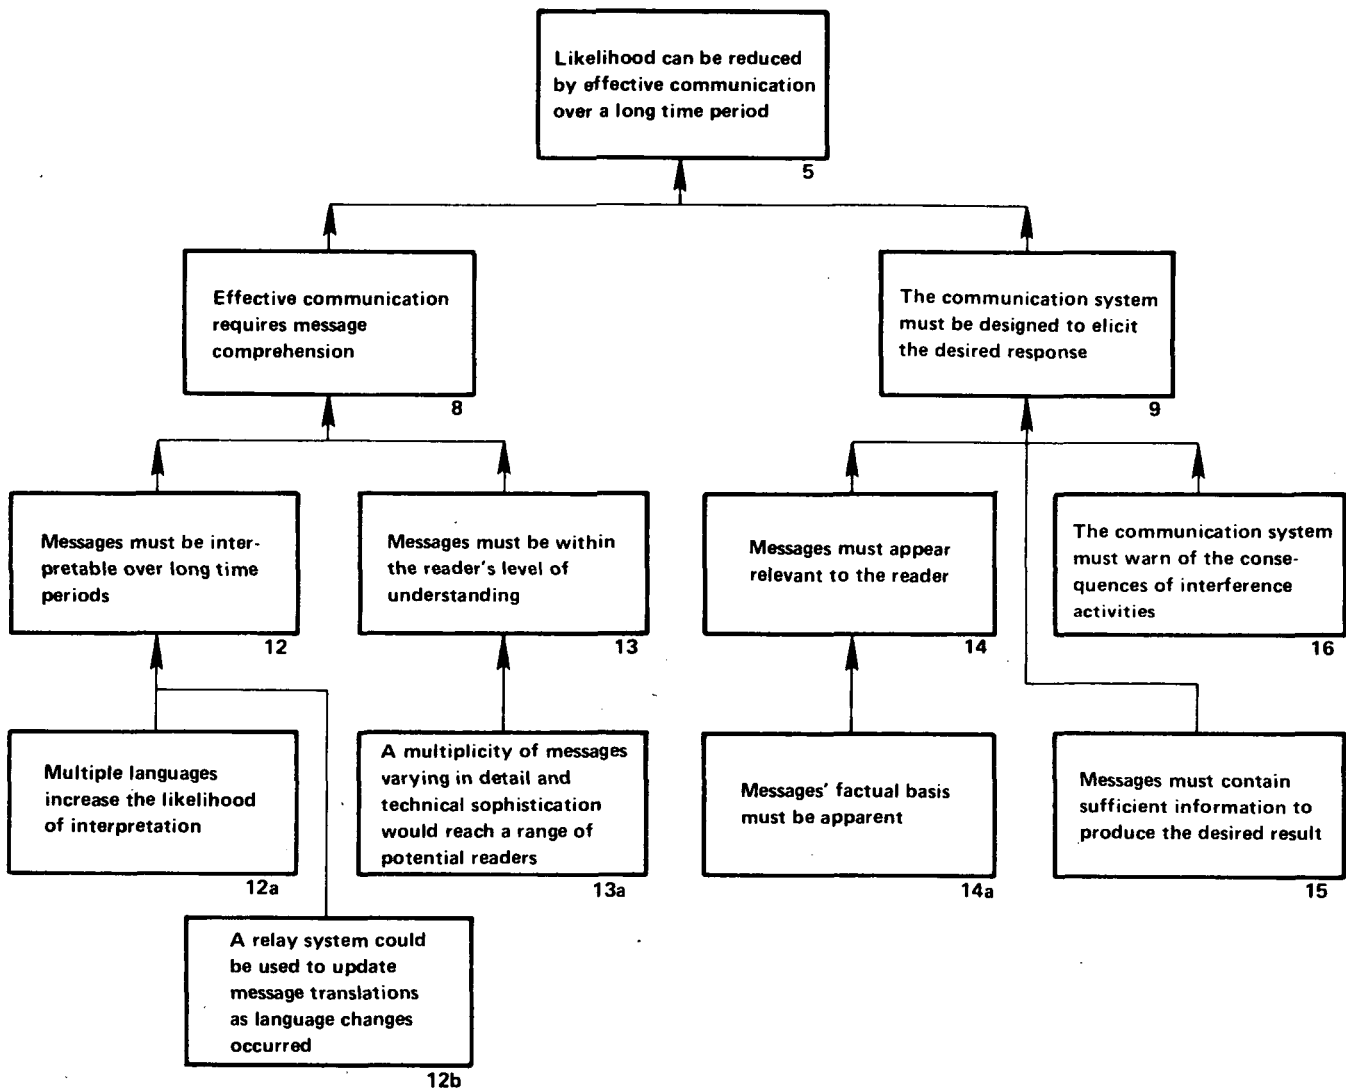 Likelihood can be reduced
by effective communication
over a long time period
5
Effective communication
requires message
comprehension
8
The communication system
must be designed to elicit
the desired response
9
Messages must be inter-
pretable over long time
periods
12
Messages must be within
the reader's level of
understanding
13
Messages must appear
relevant to the reader
14
The communication system
must warn of the conse-
quences of interference
activities
16
Multiple languages
increase the likelihood
of interpretation
12a
A multiplicity of messages
varying in detail and
technical sophistication
would reach a range of
potential readers
13a
Messages' factual basis
must be apparent
14a
Messages must contain
sufficient information to
produce the desired result
15
A relay system could
be used to update
message translations
as language changes
occurred
12b